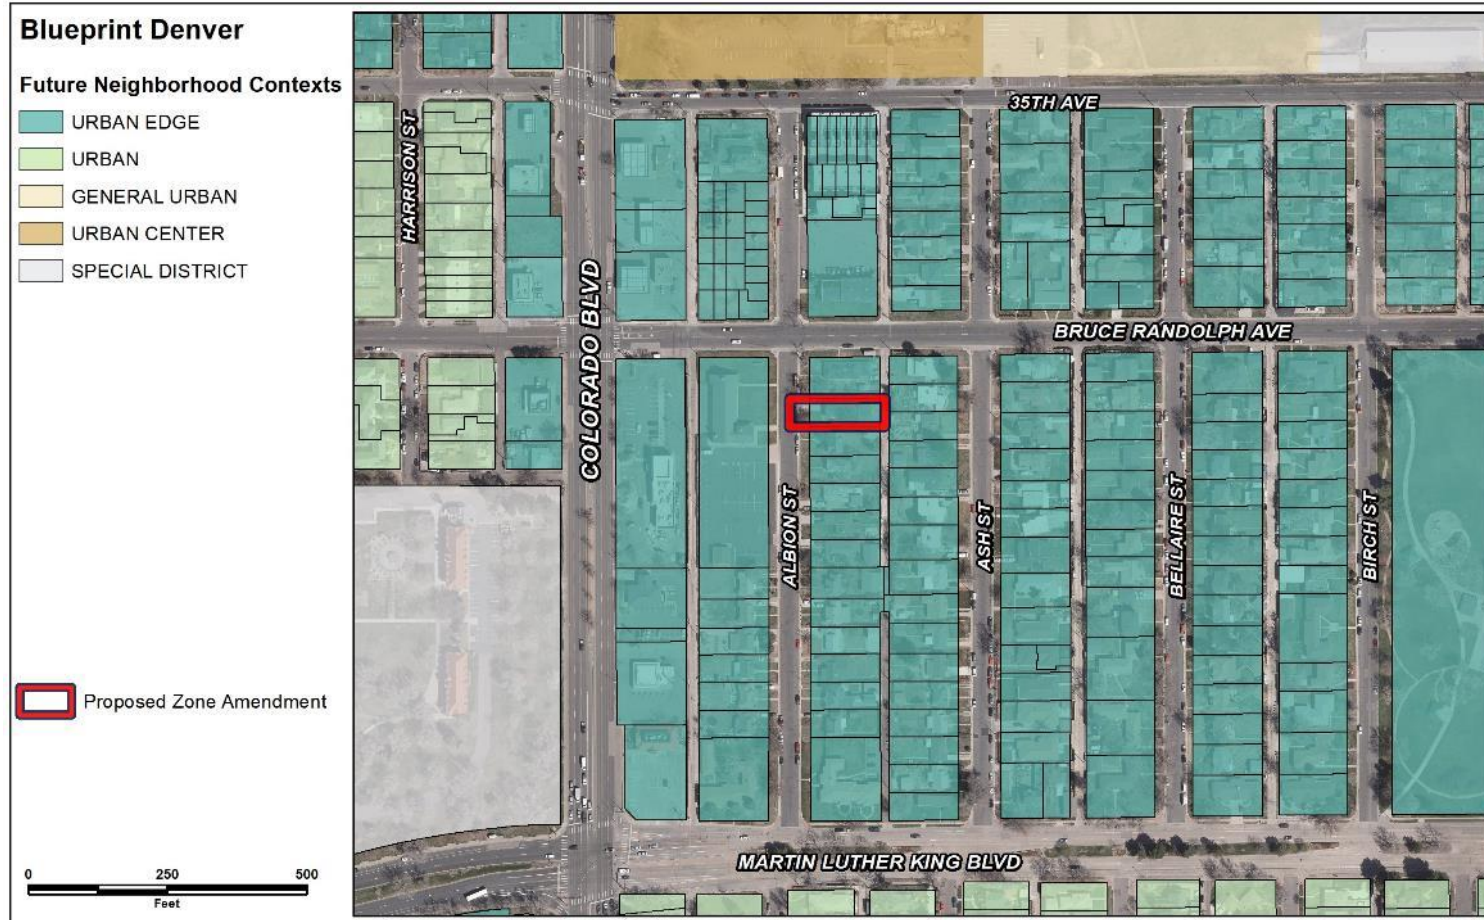 Blueprint Denver
Future Neighborhood Contexts
URBAN EDGE
URBAN
GENERAL URBAN
URBAN CENTER
SPECIAL DISTRICT
Proposed Zone Amendment
0 250 500
Feet
35TH AVE
HARRISON ST
COLORADO BLVD
BRUCE RANDOLPH AVE
ALBION ST
ASH ST
BELLAIRE ST
BIRCH ST
MARTIN LUTHER KING BLVD